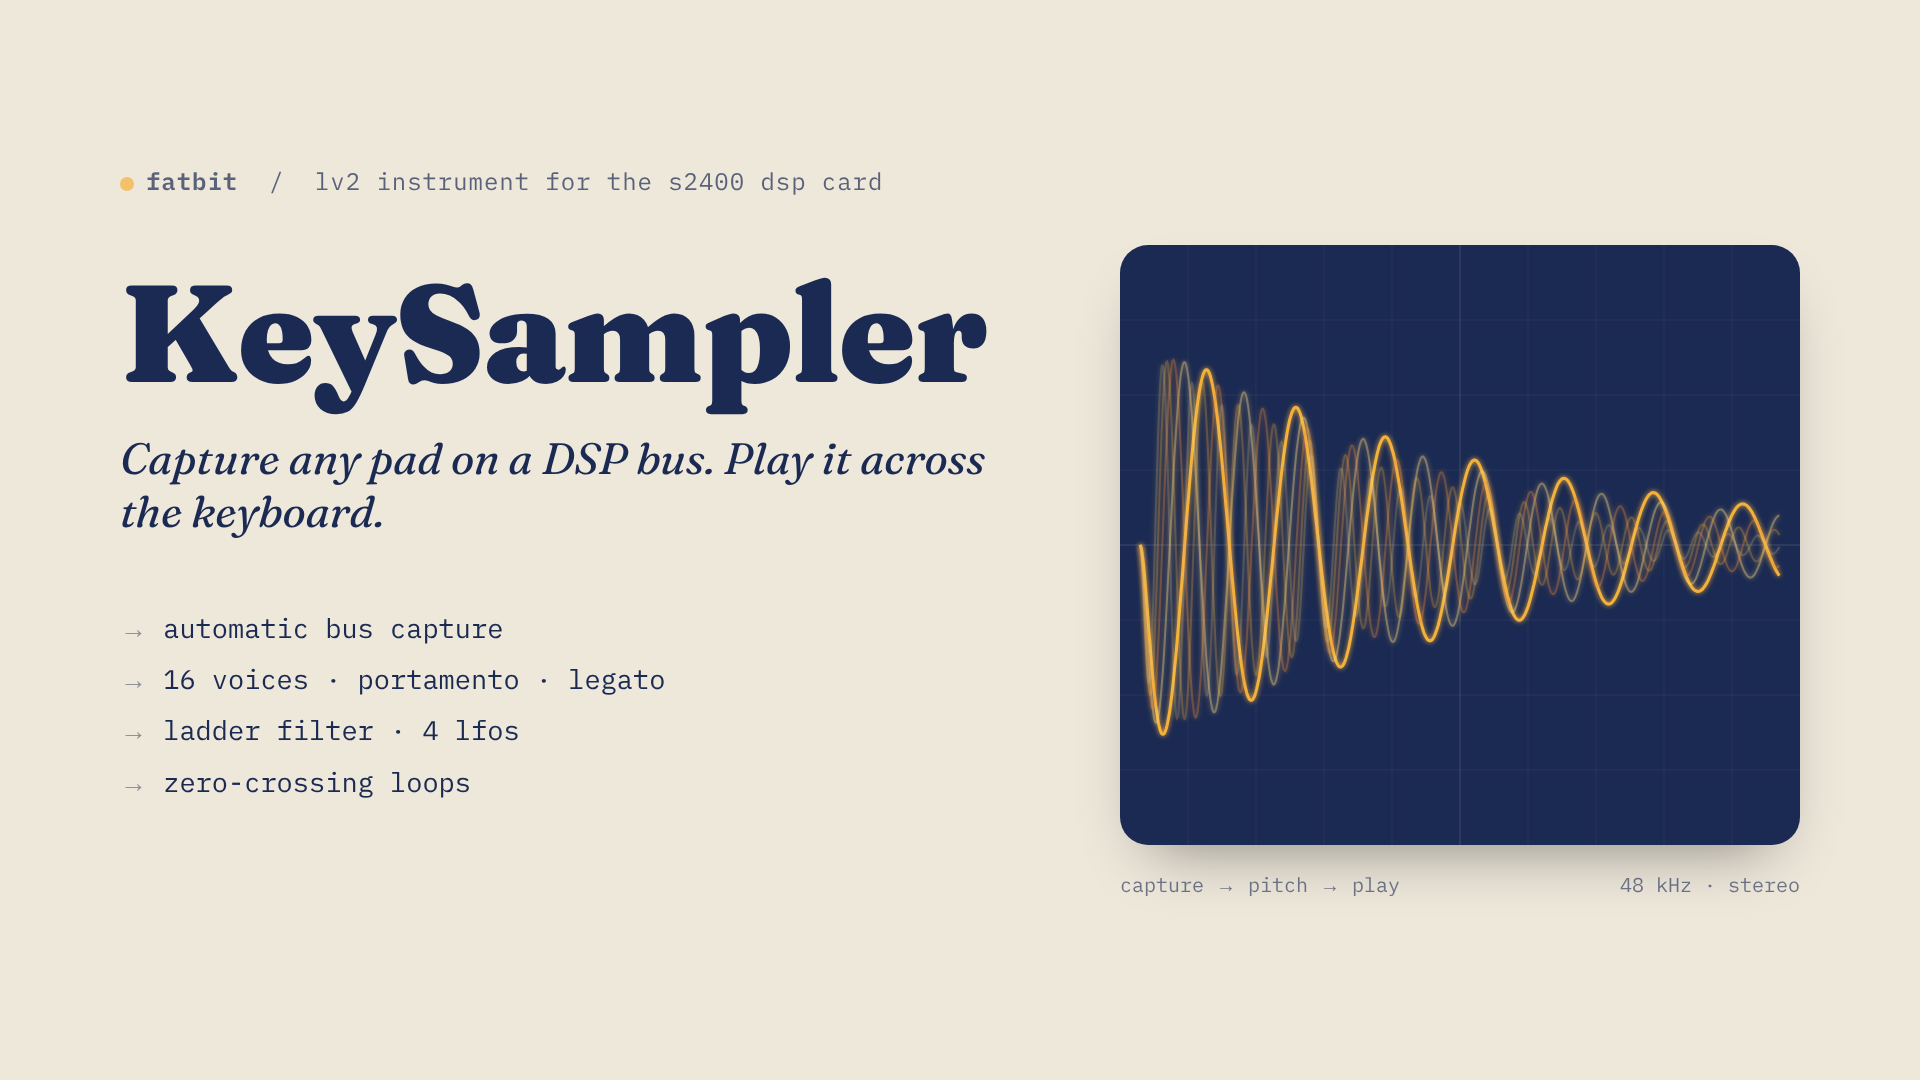 fatbit / lv2 instrument for the s2400 dsp card
KeySampler
Capture any pad on a DSP bus. Play it across
the keyboard.
→ automatic bus capture
→ 16 voices · portamento · legato
→ ladder filter · 4 lfos
→ zero-crossing loops
capture → pitch → play
48 kHz · stereo